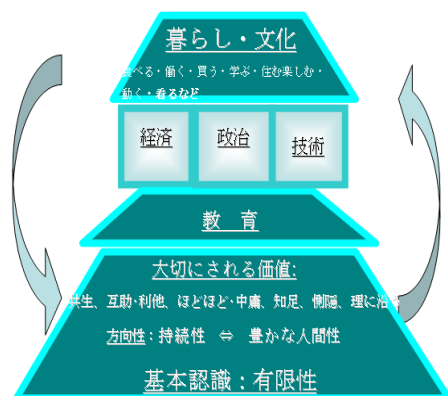 暮らし・文化
食べる・働く・買う・学ぶ・住む楽しむ・
動く・看るなど
経済
政治
技術
教 育
大切にされる価値:
共生、互助・利他、ほどほど・中庸、知足、惻隠、理に沿う
方向性：持続性 ⇔ 豊かな人間性
基本認識：有限性